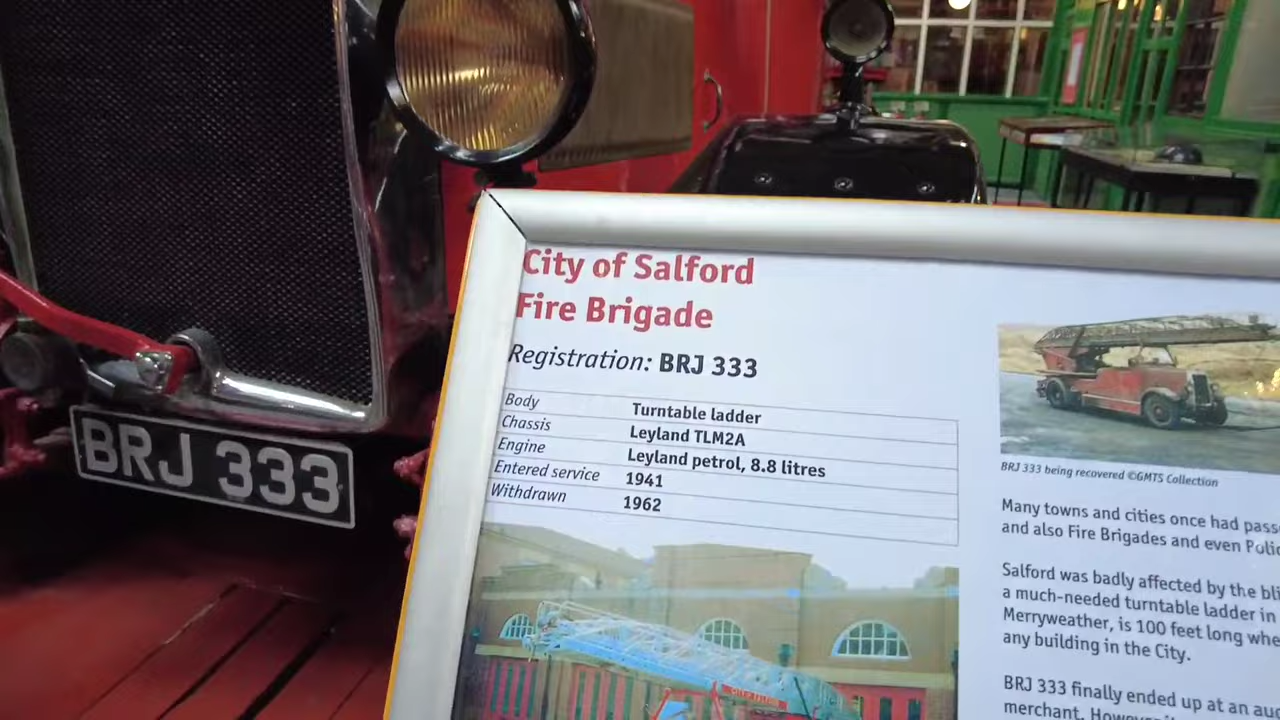 BRJ 333
City of Salford
Fire Brigade
Registration: BRJ 333
Body Turntable ladder
Chassis Leyland TLM2A
Engine Leyland petrol, 8.8 litres
Entered service 1941
Withdrawn 1962
BRJ 333 being recovered ©GMTS Collection
Many towns and cities once had pass
and also Fire Brigades and even Polic
Salford was badly affected by the bli
a much-needed turntable ladder in
Merryweather, is 100 feet long whe
any building in the City.
BRJ 333 finally ended up at an auc
merchant. However it